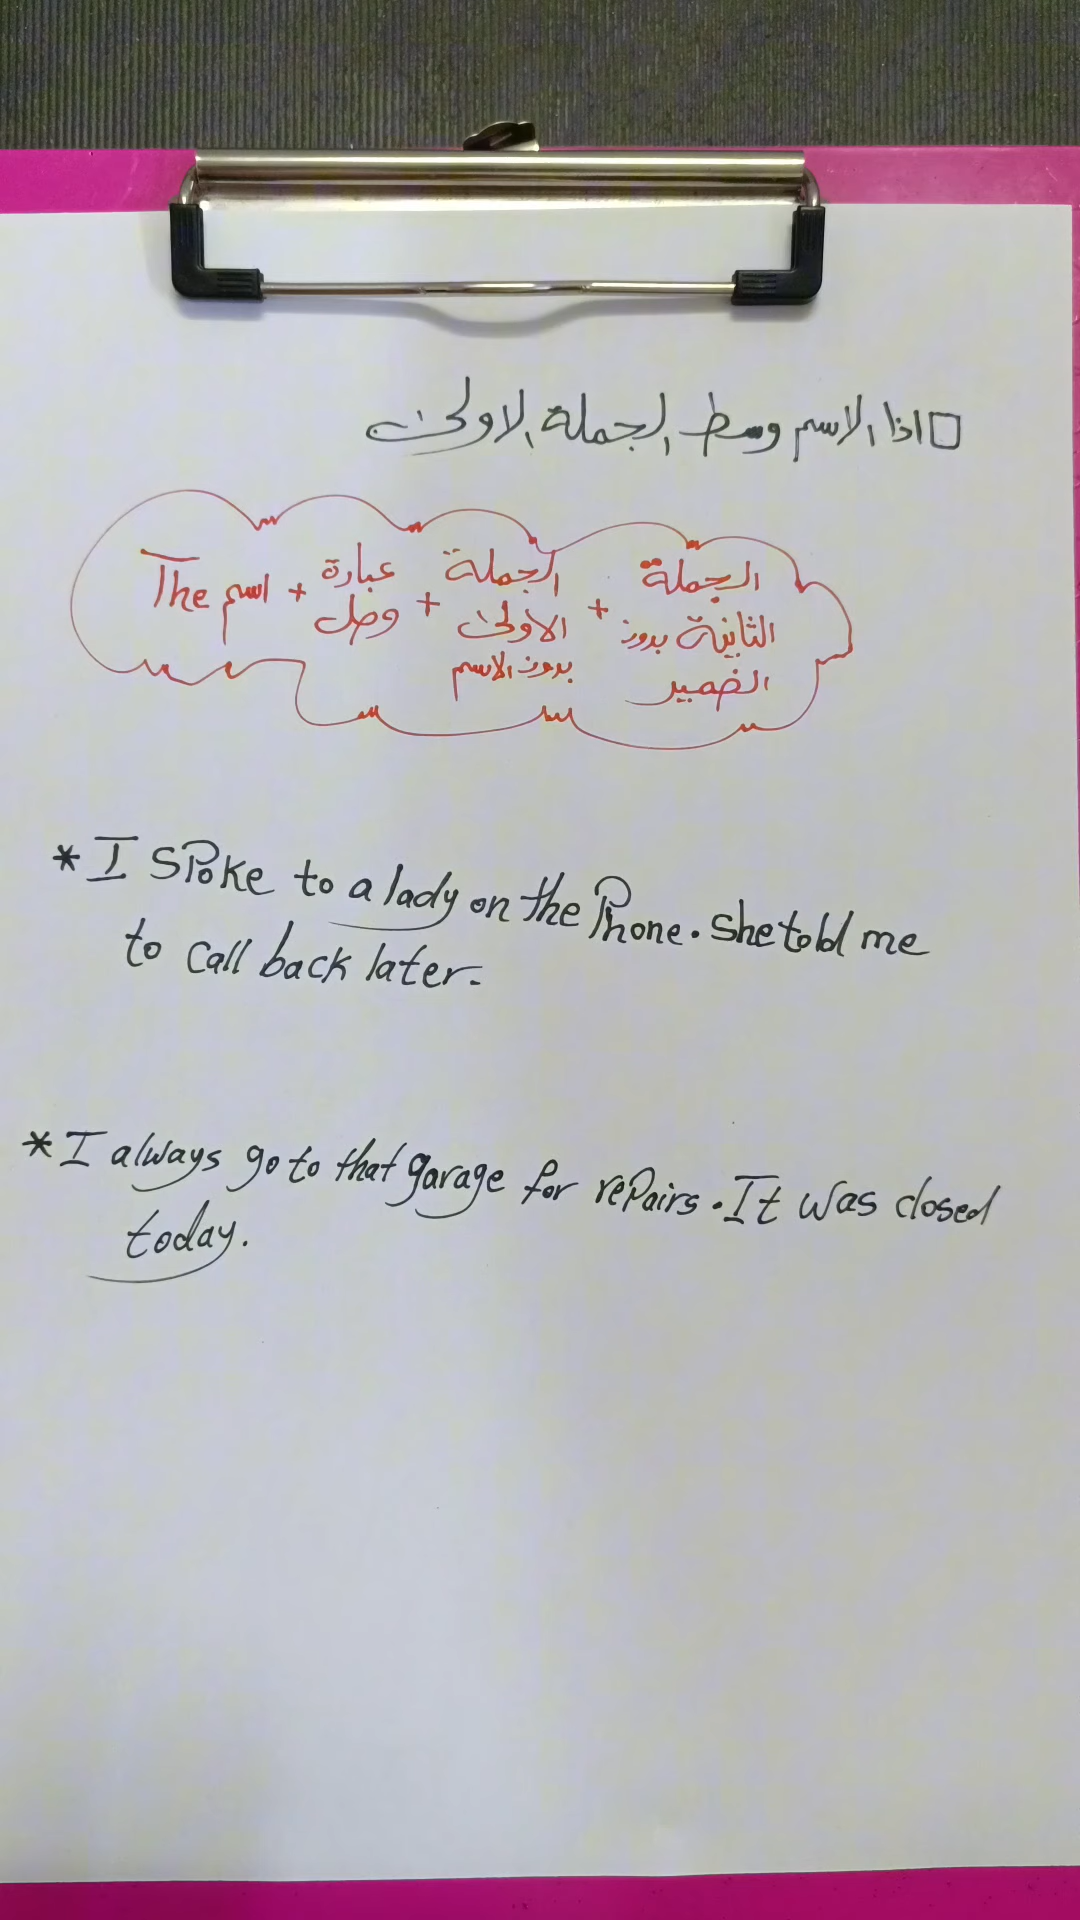 اذا الاسم وسط الجملة الاولى
The اسم + عبارة وصل + الجملة الأولى بدون الاسم + الجملة الثانية بدون الضمير
* I spoke to a lady on the Phone. She told me
to call back later.
* I always go to that garage for rePairs. It was closed
today.